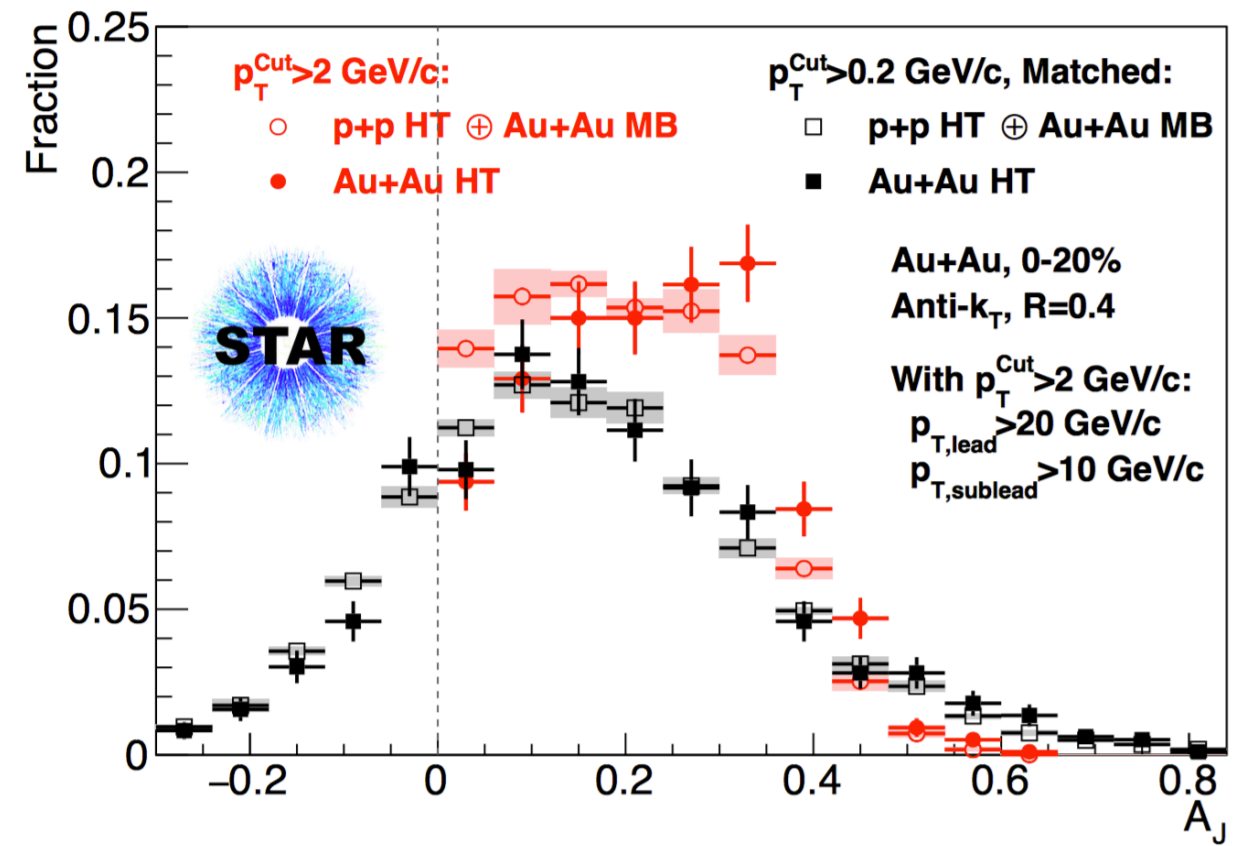 Fraction
0.25
0.2
0.15
0.1
0.05
0
p_T^Cut>2 GeV/c:
p+p HT ⊕ Au+Au MB
Au+Au HT
p_T^Cut>0.2 GeV/c, Matched:
p+p HT ⊕ Au+Au MB
Au+Au HT
STAR
Au+Au, 0-20%
Anti-k_T, R=0.4
With p_T^Cut>2 GeV/c:
p_T,lead>20 GeV/c
p_T,sublead>10 GeV/c
−0.2 0 0.2 0.4 0.6 0.8
A_J